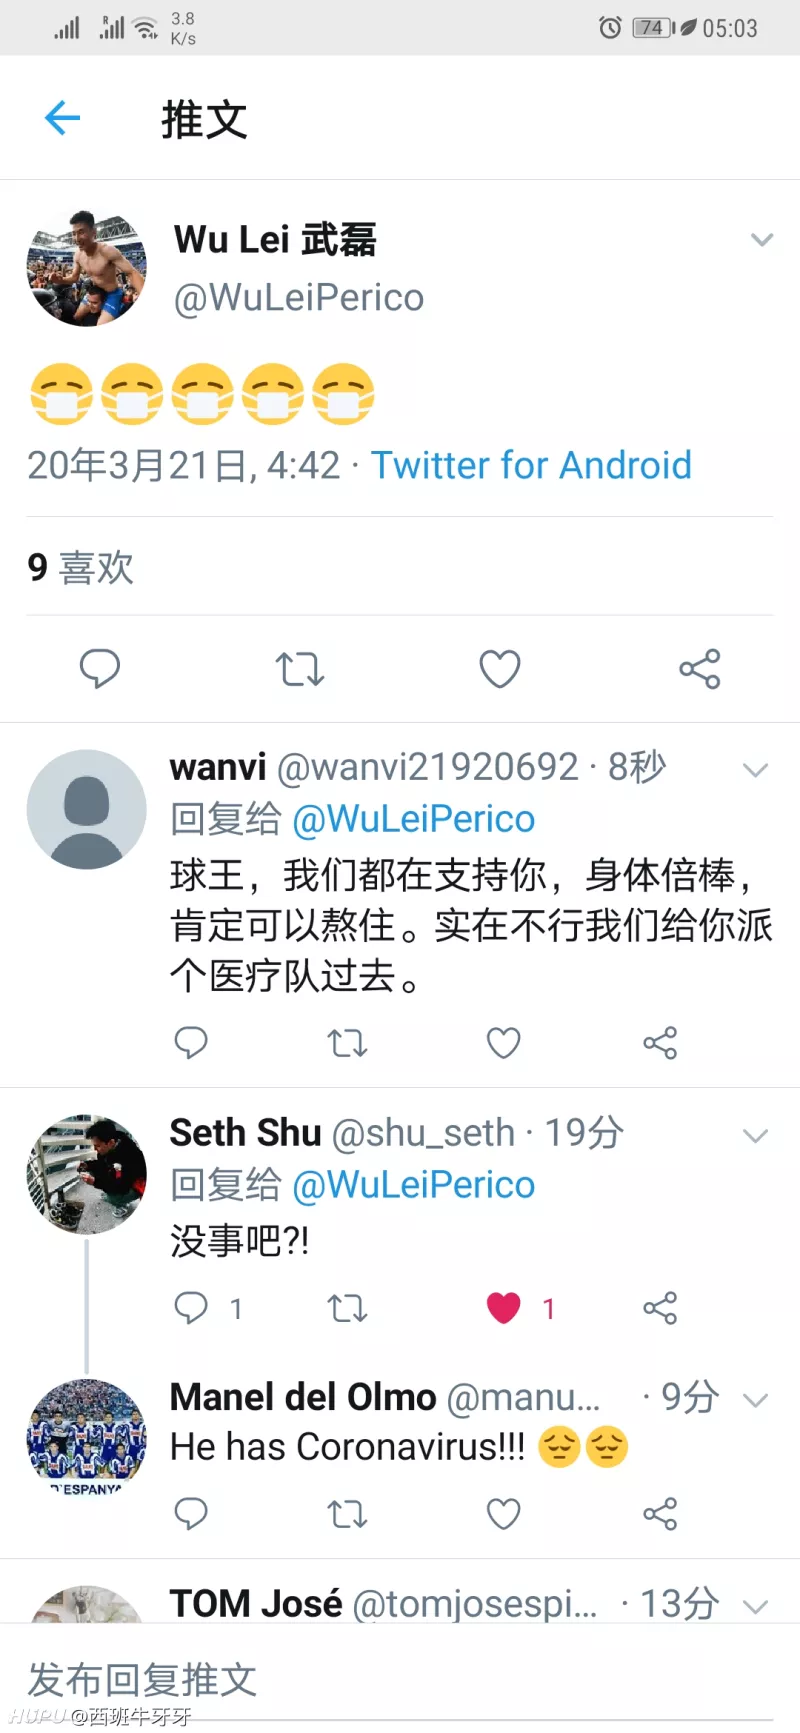 3.8
K/s
74
05:03
推文
Wu Lei 武磊
@WuLeiPerico
😷😷😷😷😷
20年3月21日, 4:42 · Twitter for Android
9 喜欢
wanvi @wanvi21920692 · 8秒
回复给 @WuLeiPerico
球王，我们都在支持你，身体倍棒，
肯定可以熬住。实在不行我们给你派
个医疗队过去。
Seth Shu @shu_seth · 19分
回复给 @WuLeiPerico
没事吧?!
1
1
Manel del Olmo @manu... · 9分
He has Coronavirus!!! 😔😔
D'ESPANYA
TOM José @tomjosespi... · 13分
发布回复推文
HUPU @西班牛牙牙